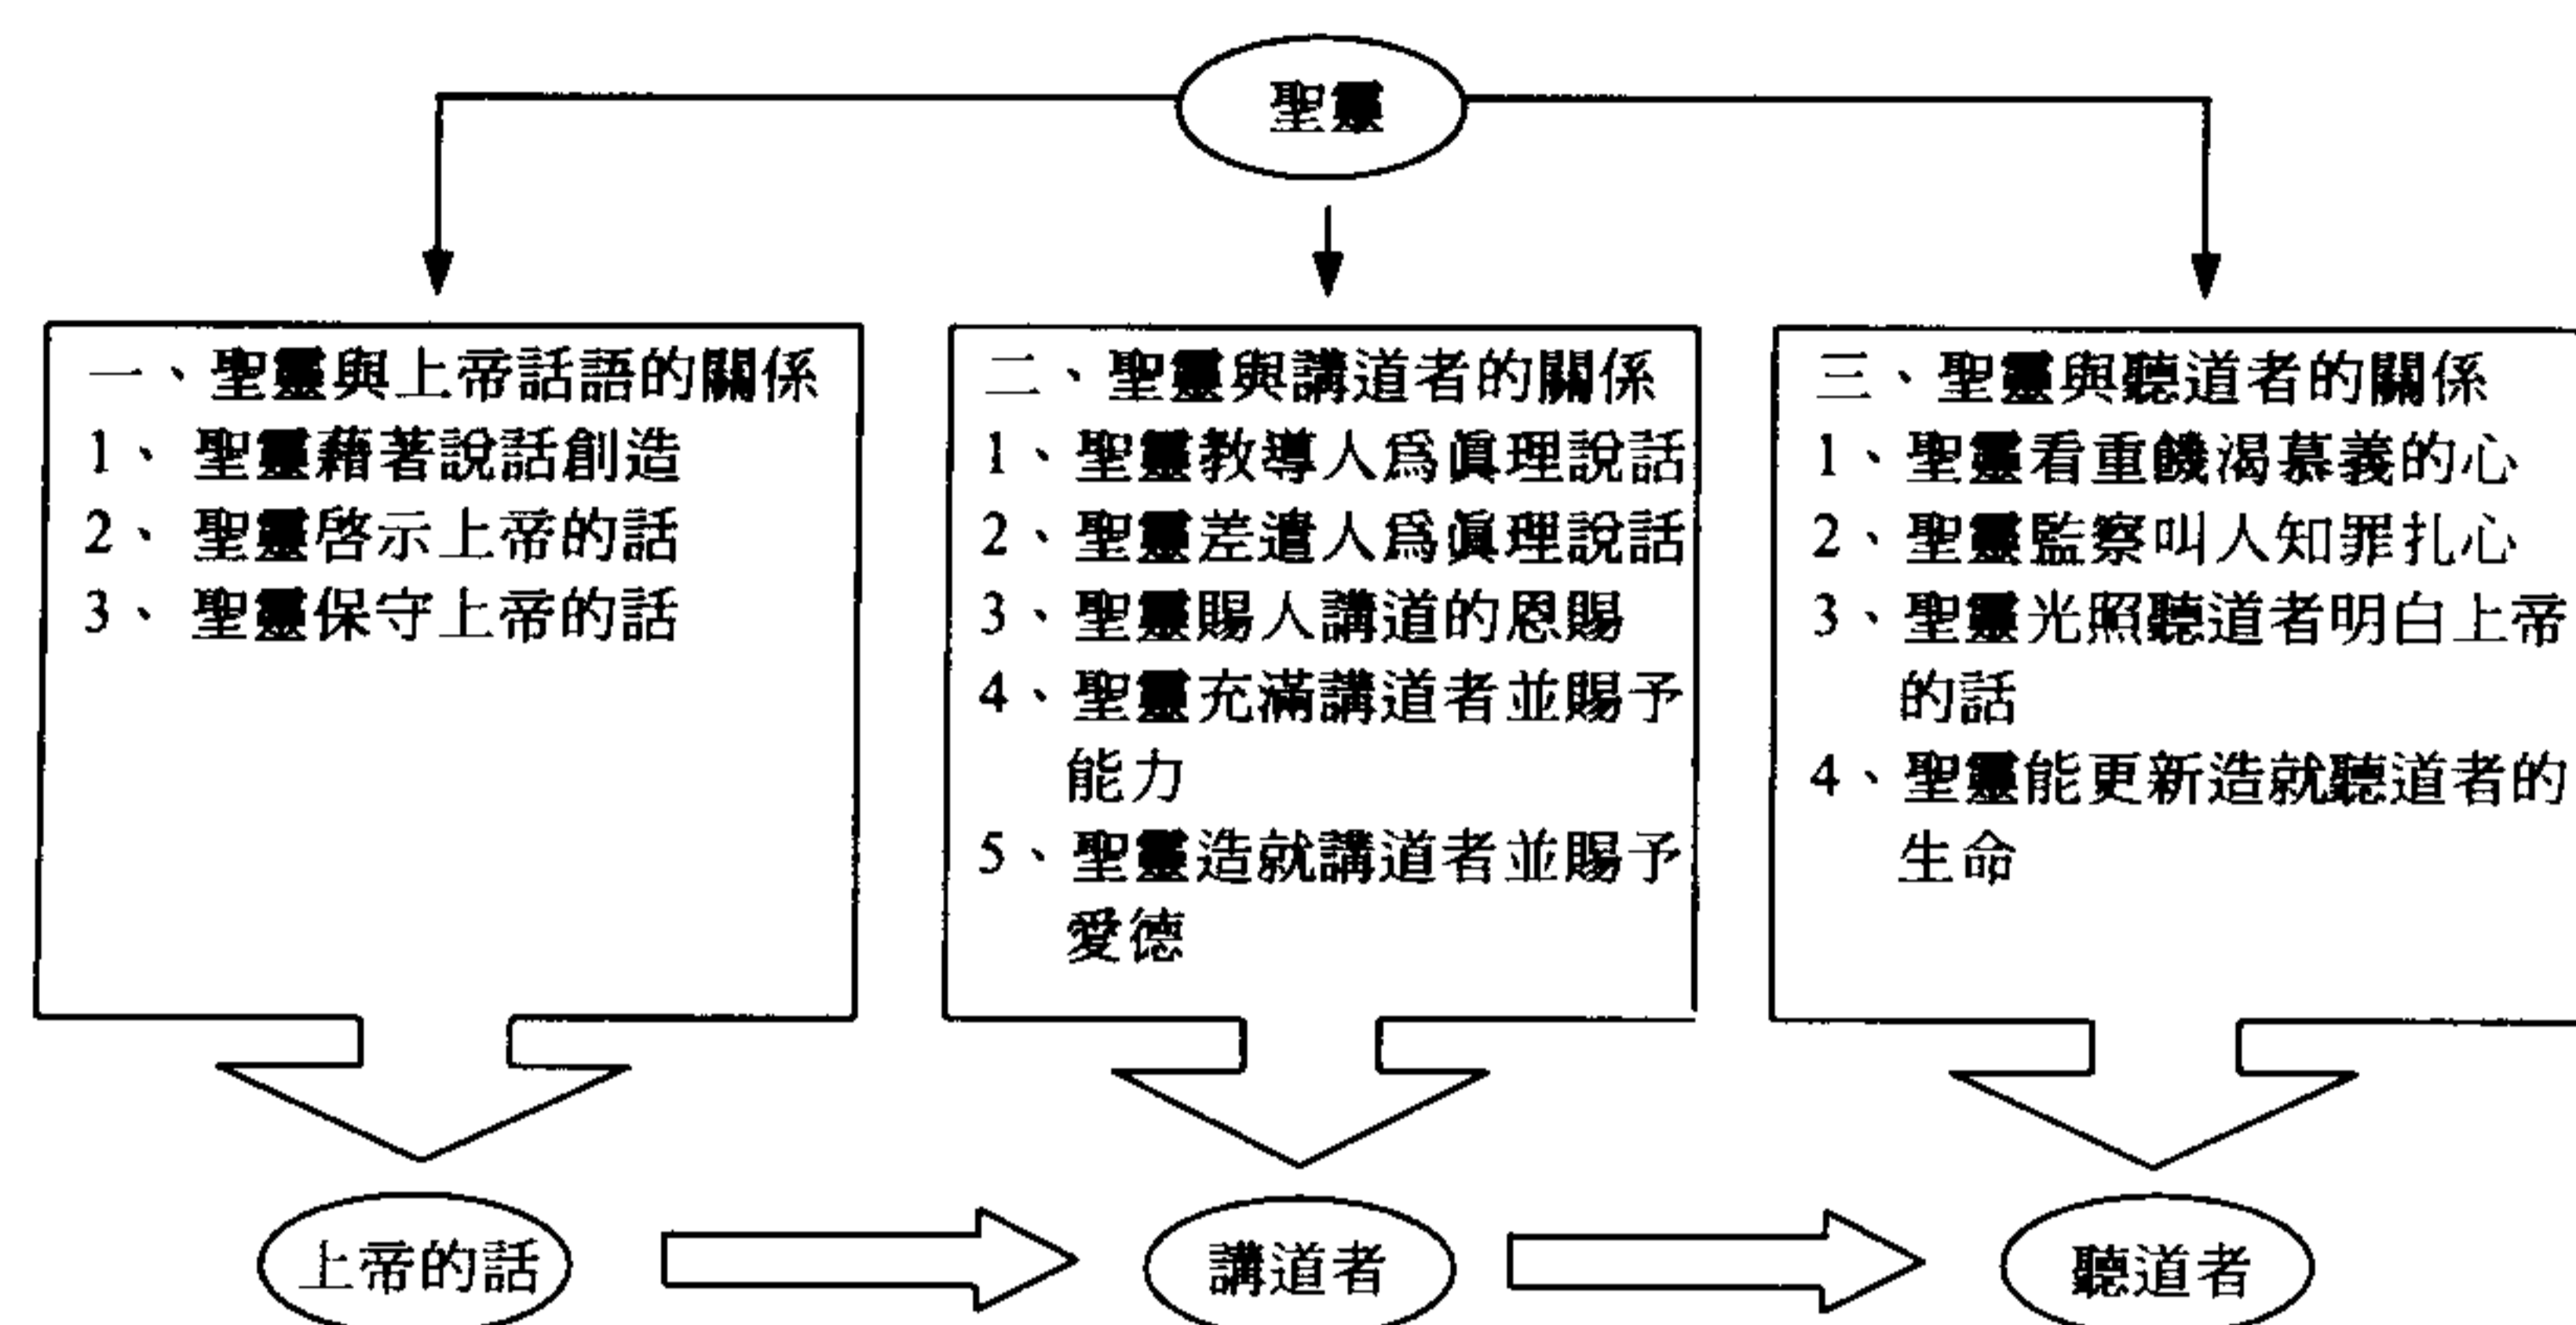 聖靈
一、聖靈與上帝話語的關係
1、聖靈藉著說話創造
2、聖靈啓示上帝的話
3、聖靈保守上帝的話
二、聖靈與講道者的關係
1、聖靈教導人爲眞理說話
2、聖靈差遣人爲眞理說話
3、聖靈賜人講道的恩賜
4、聖靈充滿講道者並賜予
能力
5、聖靈造就講道者並賜予
愛德
三、聖靈與聽道者的關係
1、聖靈看重饑渴慕義的心
2、聖靈監察叫人知罪扎心
3、聖靈光照聽道者明白上帝
的話
4、聖靈能更新造就聽道者的
生命
上帝的話
講道者
聽道者